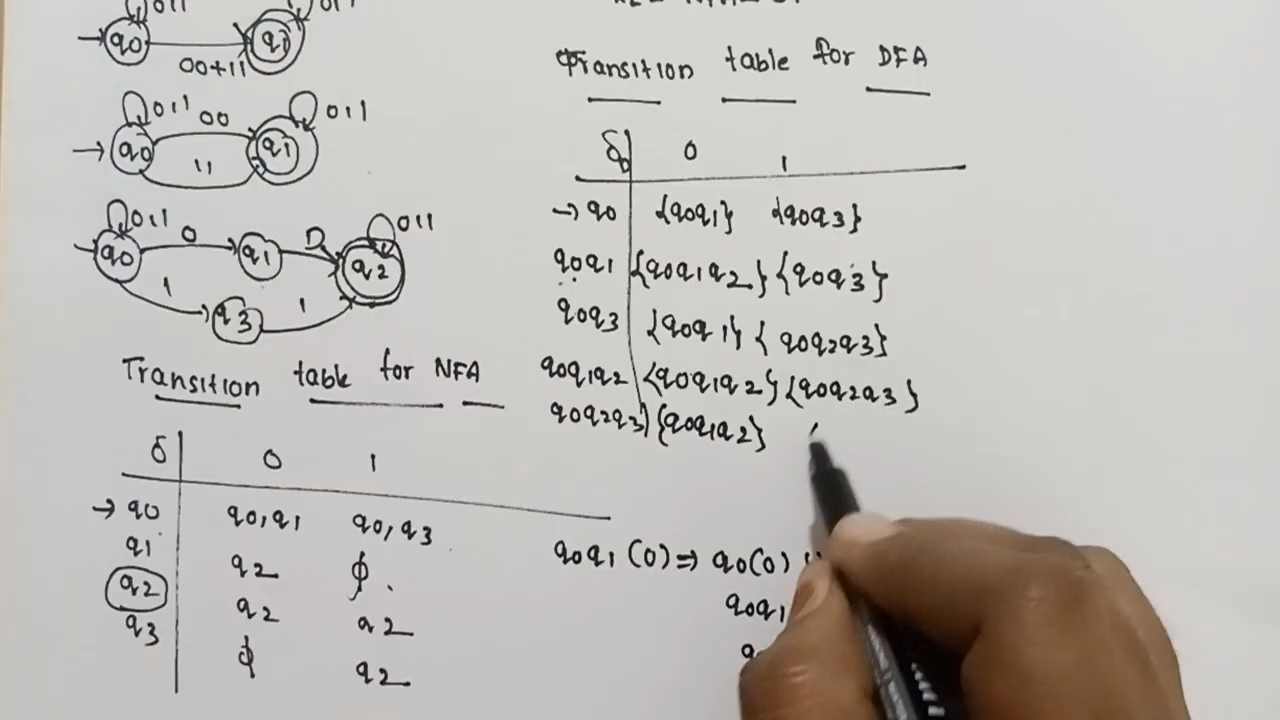 0,1
q0
00+11
q1
0,1
00
0,1
q0
11
q1
0,1
0
0
0,1
q0
q1
q2
1
q3
1
Transition table for NFA
δ 0 1
→ q0 q0,q1 q0,q3
q1 q2 ϕ
q2 q2 q2
q3 ϕ q2
Transition table for DFA
δD 0 1
→ q0 {q0q1} {q0q3}
q0q1 {q0q1q2} {q0q3}
q0q3 {q0q1} {q0q2q3}
q0q1q2 {q0q1q2} {q0q2q3}
q0q2q3 {q0q1q2}
q0q1(0) ⇒ q0(0)
q0q1